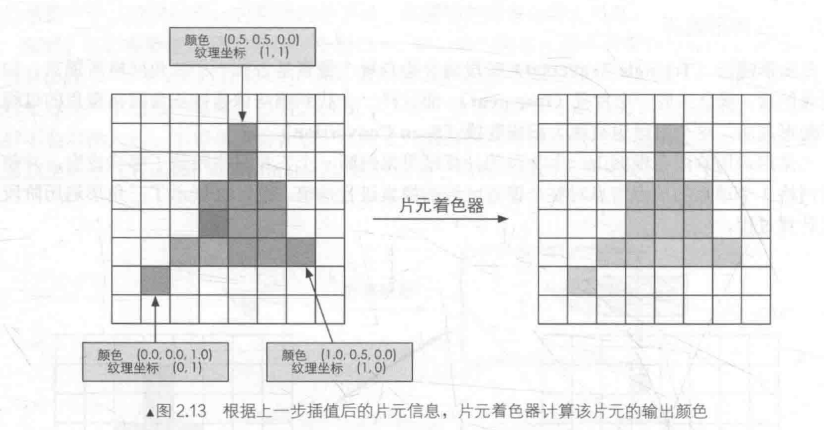 颜色 (0.5, 0.5, 0.0)
纹理坐标 (1, 1)
片元着色器
颜色 (0.0, 0.0, 1.0)
纹理坐标 (0, 1)
颜色 (1.0, 0.5, 0.0)
纹理坐标 (1, 0)
▲图 2.13 根据上一步插值后的片元信息，片元着色器计算该片元的输出颜色